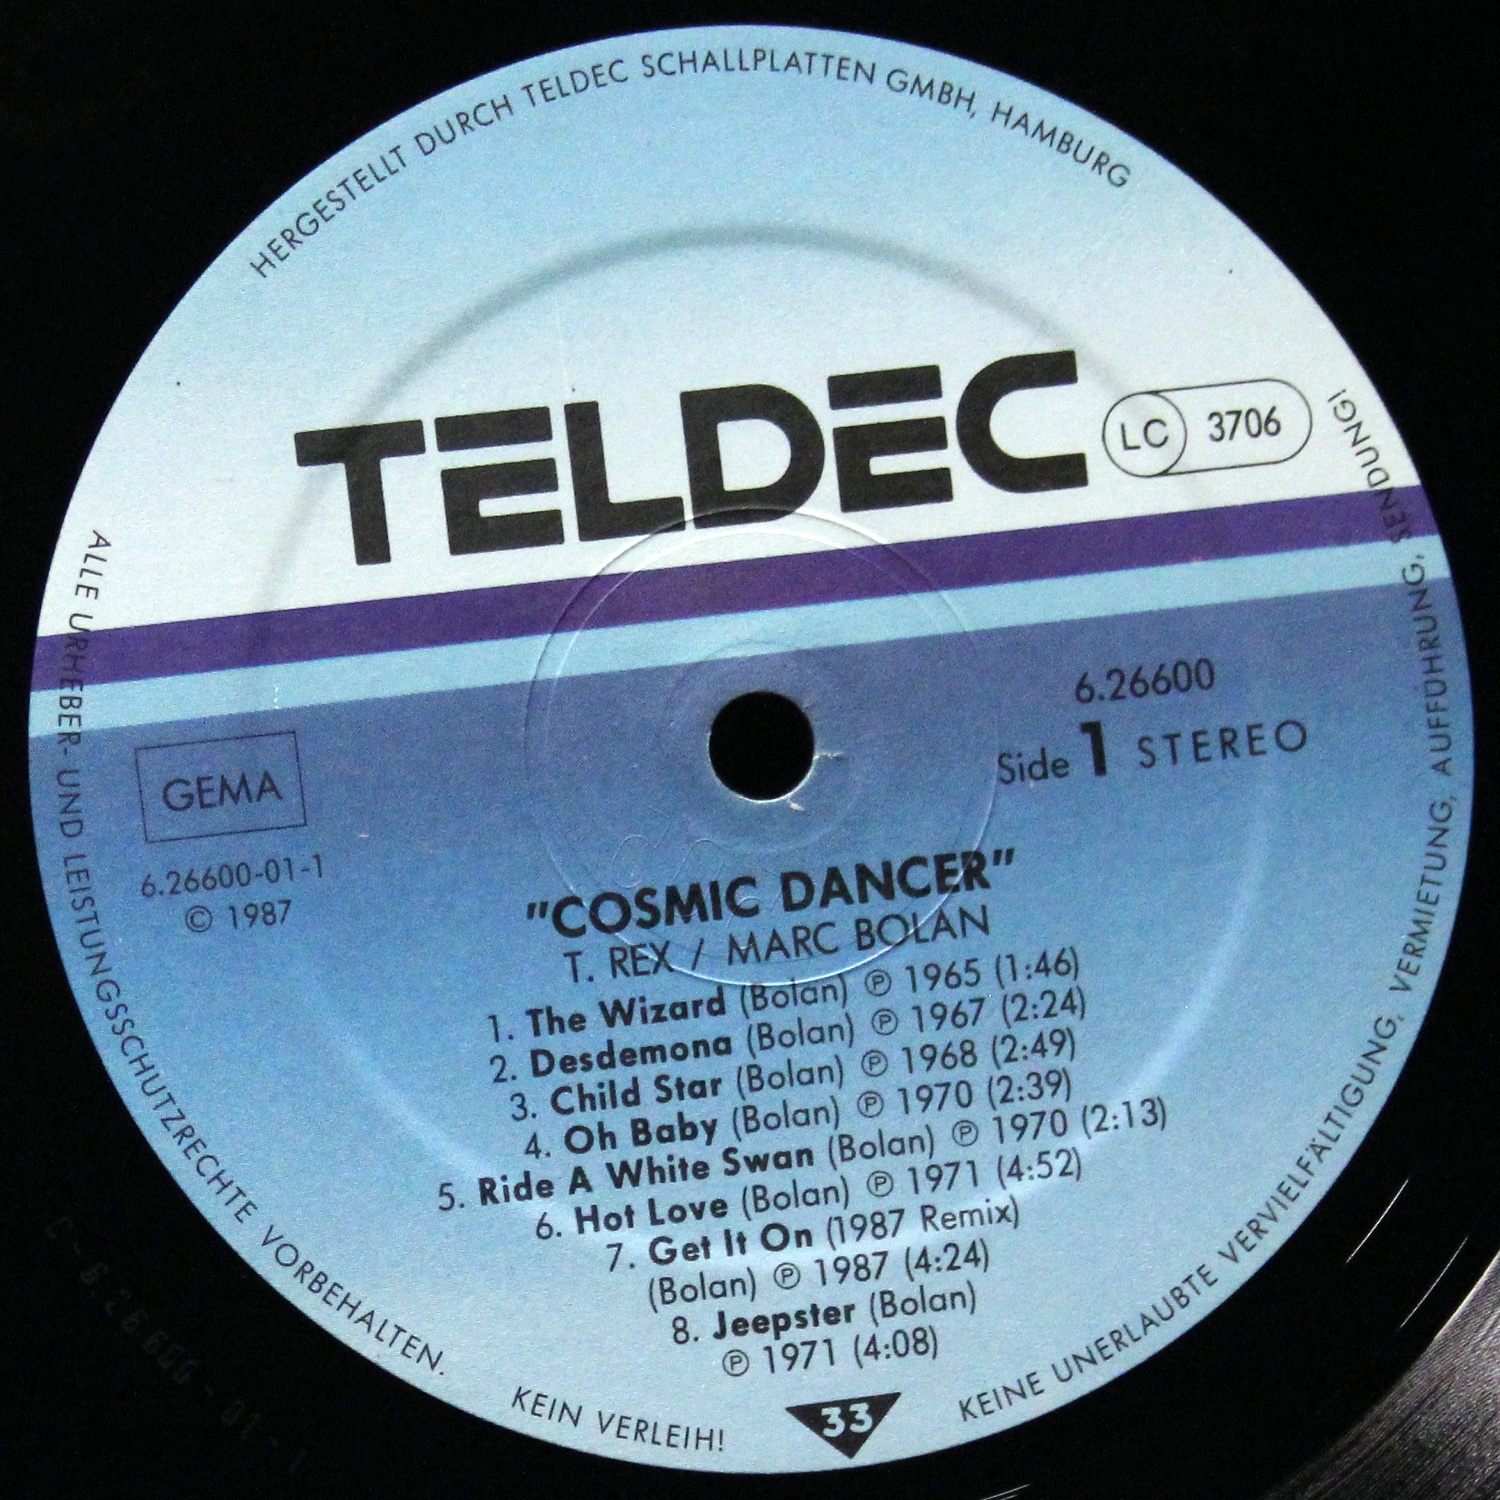 HERGESTELLT DURCH TELDEC SCHALLPLATTEN GMBH, HAMBURG
TELDEC
LC 3706
6.26600
Side 1 STEREO
GEMA
6.26600-01-1
© 1987
"COSMIC DANCER"
T. REX / MARC BOLAN
1. The Wizard (Bolan) ℗ 1965 (1:46)
2. Desdemona (Bolan) ℗ 1967 (2:24)
3. Child Star (Bolan) ℗ 1968 (2:49)
4. Oh Baby (Bolan) ℗ 1970 (2:39)
5. Ride A White Swan (Bolan) ℗ 1970 (2:13)
6. Hot Love (Bolan) ℗ 1971 (4:52)
7. Get It On (1987 Remix)
(Bolan) ℗ 1987 (4:24)
8. Jeepster (Bolan)
℗ 1971 (4:08)
33
ALLE URHEBER- UND LEISTUNGSSCHUTZRECHTE VORBEHALTEN.
KEIN VERLEIH!
KEINE UNERLAUBTE VERVIELFÄLTIGUNG, VERMIETUNG, AUFFÜHRUNG, SENDUNG!